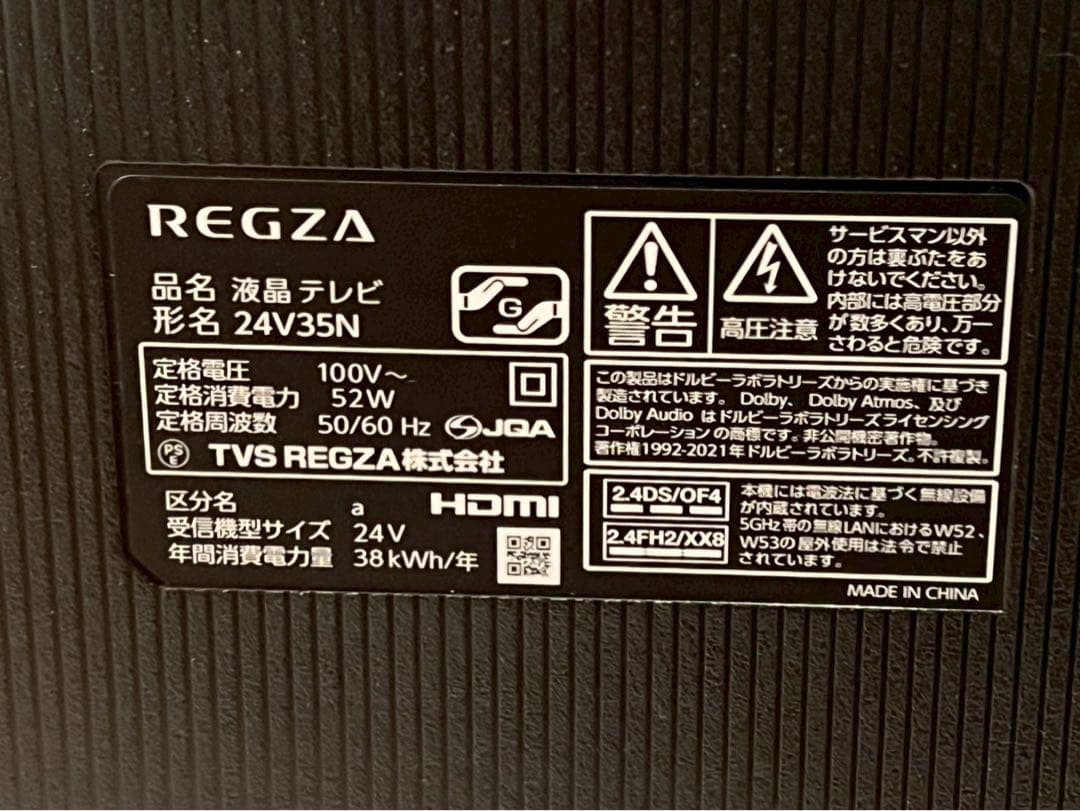 REGZA
品名 液晶テレビ
形名 24V35N
G
定格電圧 100V～
定格消費電力 52W
定格周波数 50/60 Hz
JQA
PS
E
TVS REGZA株式会社
区分名 a
受信機型サイズ 24V
年間消費電力量 38kWh/年
HDMI
警告
高圧注意
サービスマン以外
の方は裏ぶたをあ
けないでください。
内部には高電圧部分
が数多くあり、万一
さわると危険です。
この製品はドルビーラボラトリーズからの実施権に基づき
製造されています。Dolby、Dolby Atmos、及び
Dolby Audio はドルビーラボラトリーズライセンシング
コーポレーションの商標です。非公開機密著作物。
著作権1992-2021年ドルビーラボラトリーズ。不許複製。
2.4DS/OF4
2.4FH2/XX8
本機には電波法に基づく無線設備
が内蔵されています。
5GHz帯の無線LANにおけるW52、
W53の屋外使用は法令で禁止
されています。
MADE IN CHINA